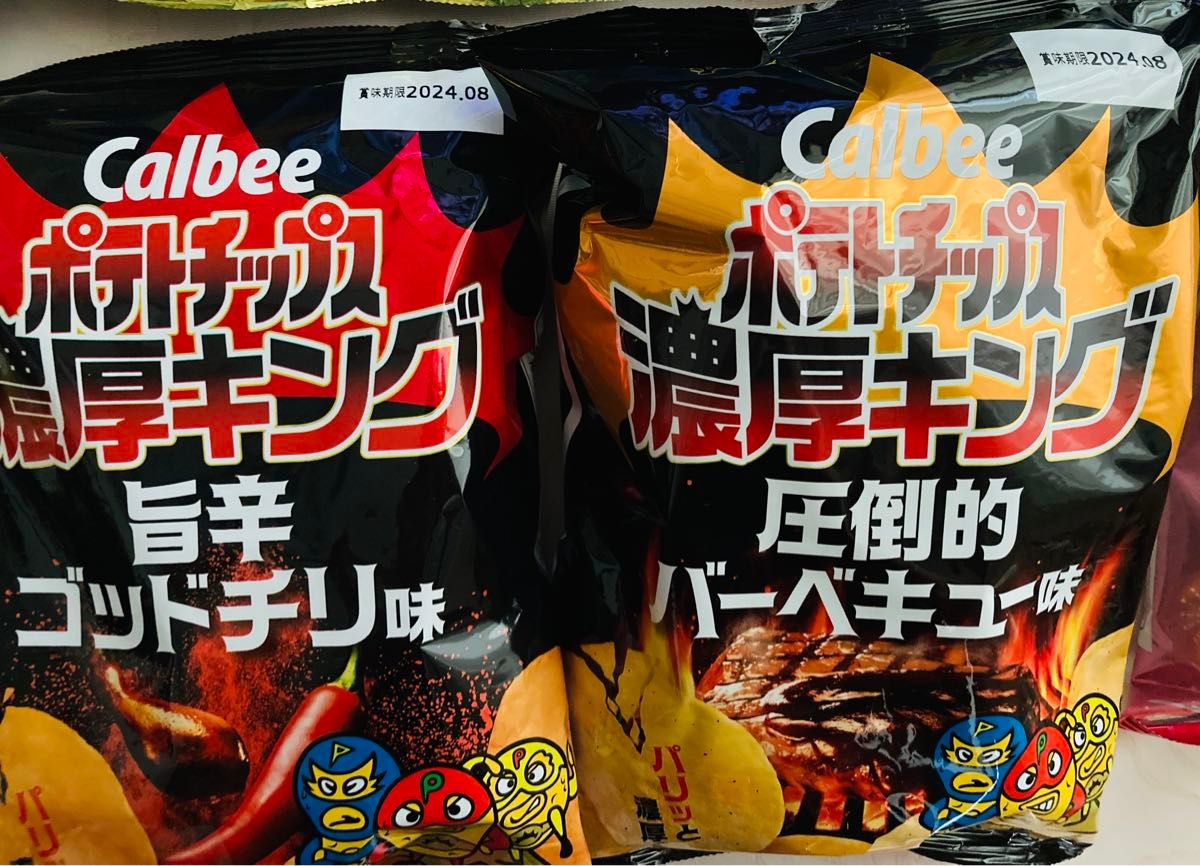 賞味期限2024.08
Calbee
ポテトチップス
濃厚キング
旨辛
ゴッドチリ味
パリ
P
P
賞味期限2024.08
Calbee
ポテトチップス
濃厚キング
圧倒的
バーベキュー味
パリッと
濃厚
P
P